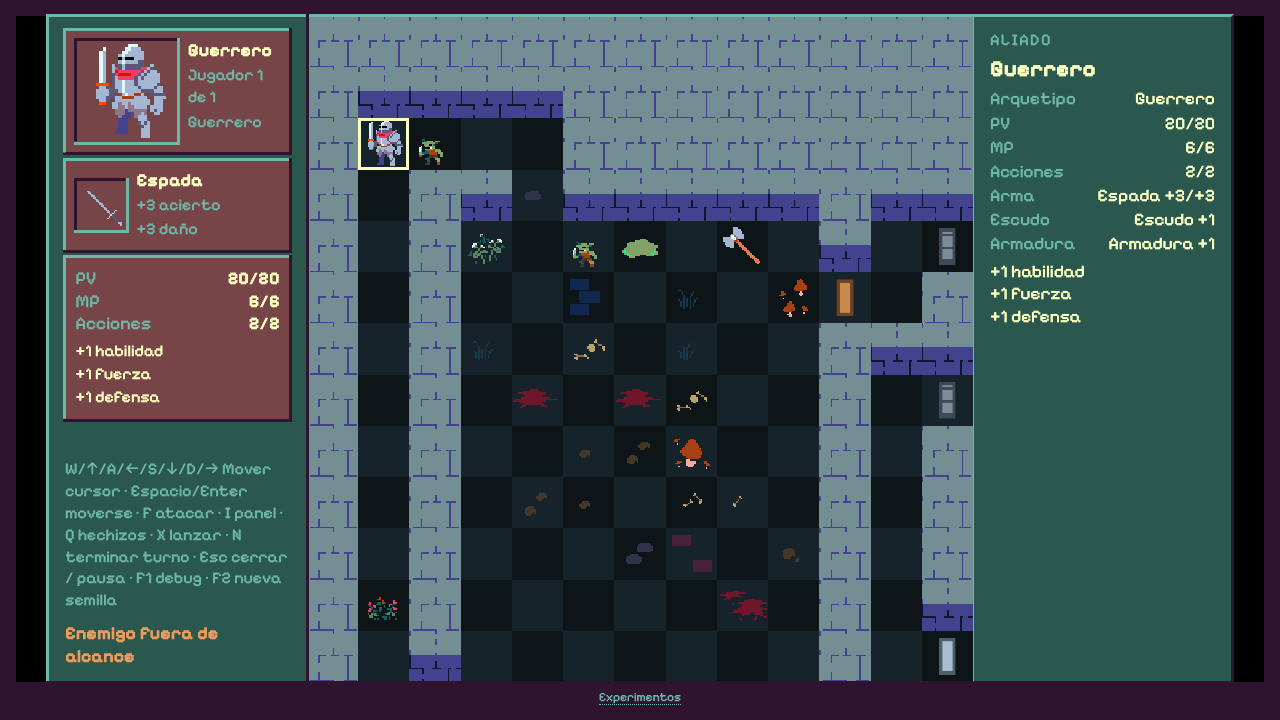 Guerrero
Jugador 1
de 1
Guerrero
Espada
+3 acierto
+3 daño
PV 20/20
MP 6/6
Acciones 2/2
+1 habilidad
+1 fuerza
+1 defensa
W/↑/A/←/S/↓/D/→ Mover
cursor · Espacio/Enter
moverse · F atacar · I panel ·
Q hechizos · X lanzar · N
terminar turno · Esc cerrar
/ pausa · F1 debug · F2 nueva
semilla
Enemigo fuera de
alcance
ALIADO
Guerrero
Arquetipo Guerrero
PV 20/20
MP 6/6
Acciones 2/2
Arma Espada +3/+3
Escudo Escudo +1
Armadura Armadura +1
+1 habilidad
+1 fuerza
+1 defensa
Experimentos